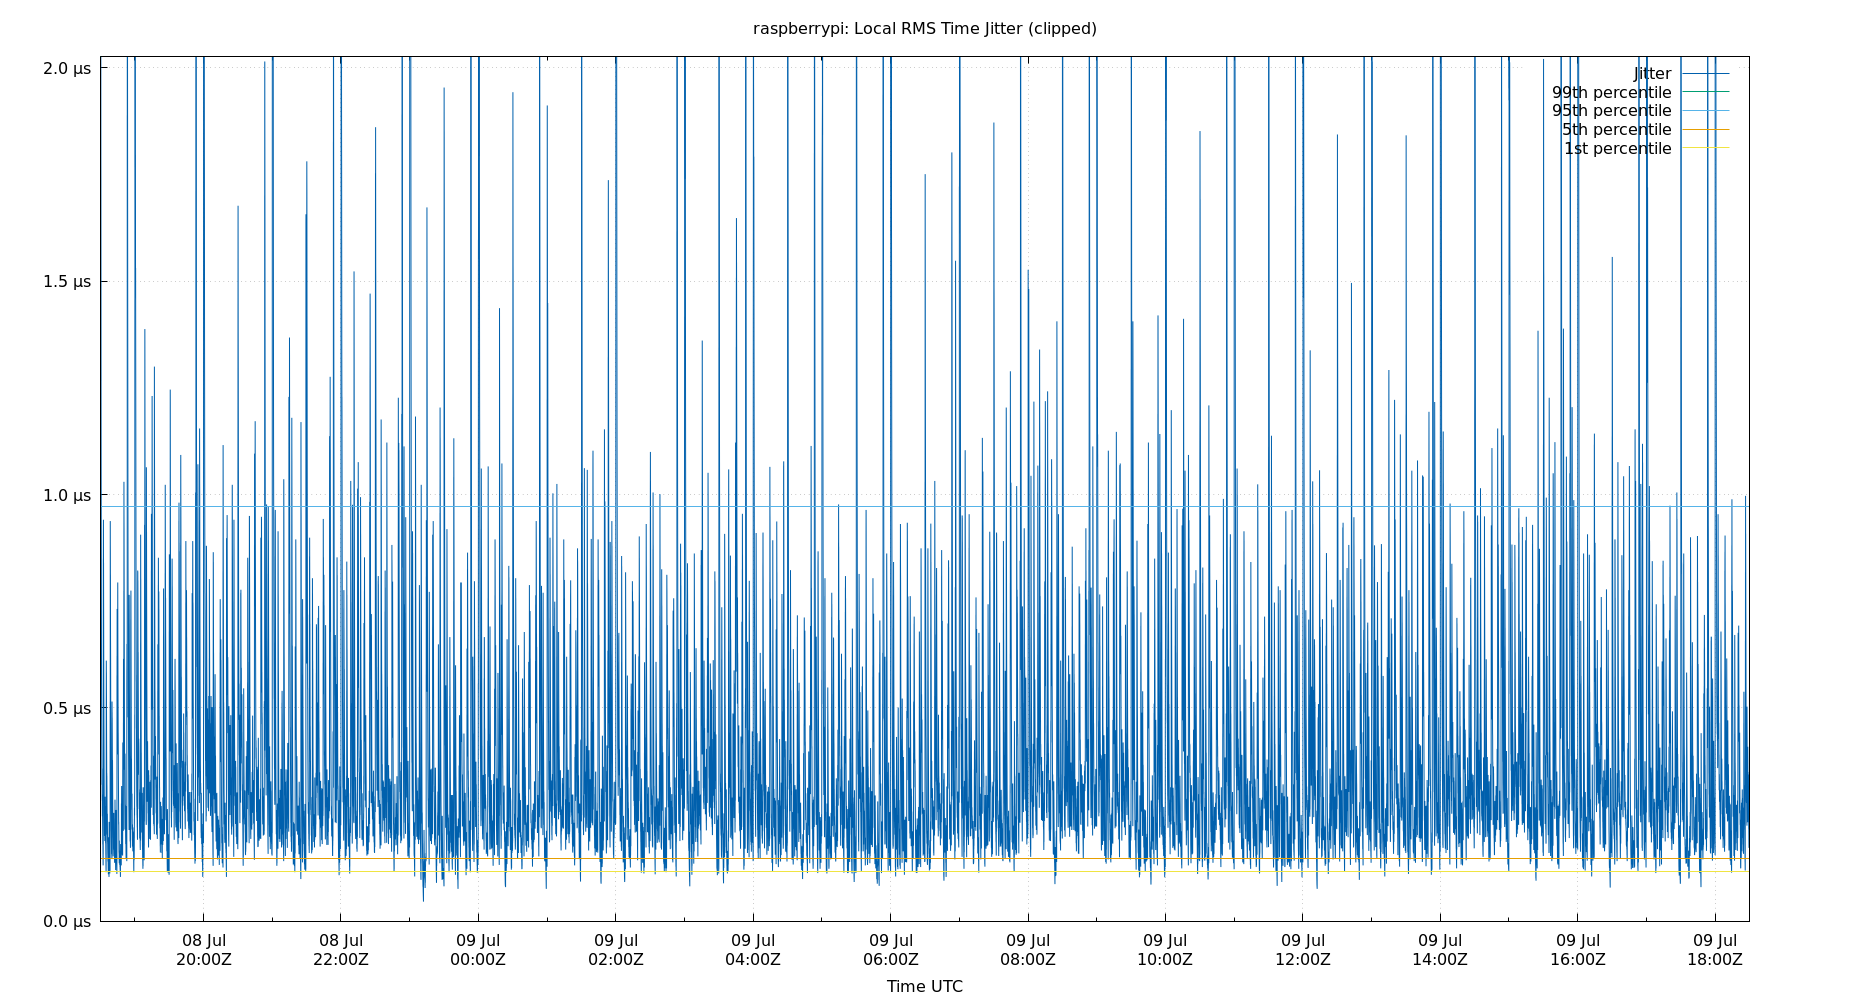 raspberrypi: Local RMS Time Jitter (clipped)
2.0 µs
1.5 µs
1.0 µs
0.5 µs
0.0 µs
Jitter
99th percentile
95th percentile
5th percentile
1st percentile
08 Jul 08 Jul 09 Jul 09 Jul 09 Jul 09 Jul 09 Jul 09 Jul 09 Jul 09 Jul 09 Jul 09 Jul
20:00Z 22:00Z 00:00Z 02:00Z 04:00Z 06:00Z 08:00Z 10:00Z 12:00Z 14:00Z 16:00Z 18:00Z
Time UTC